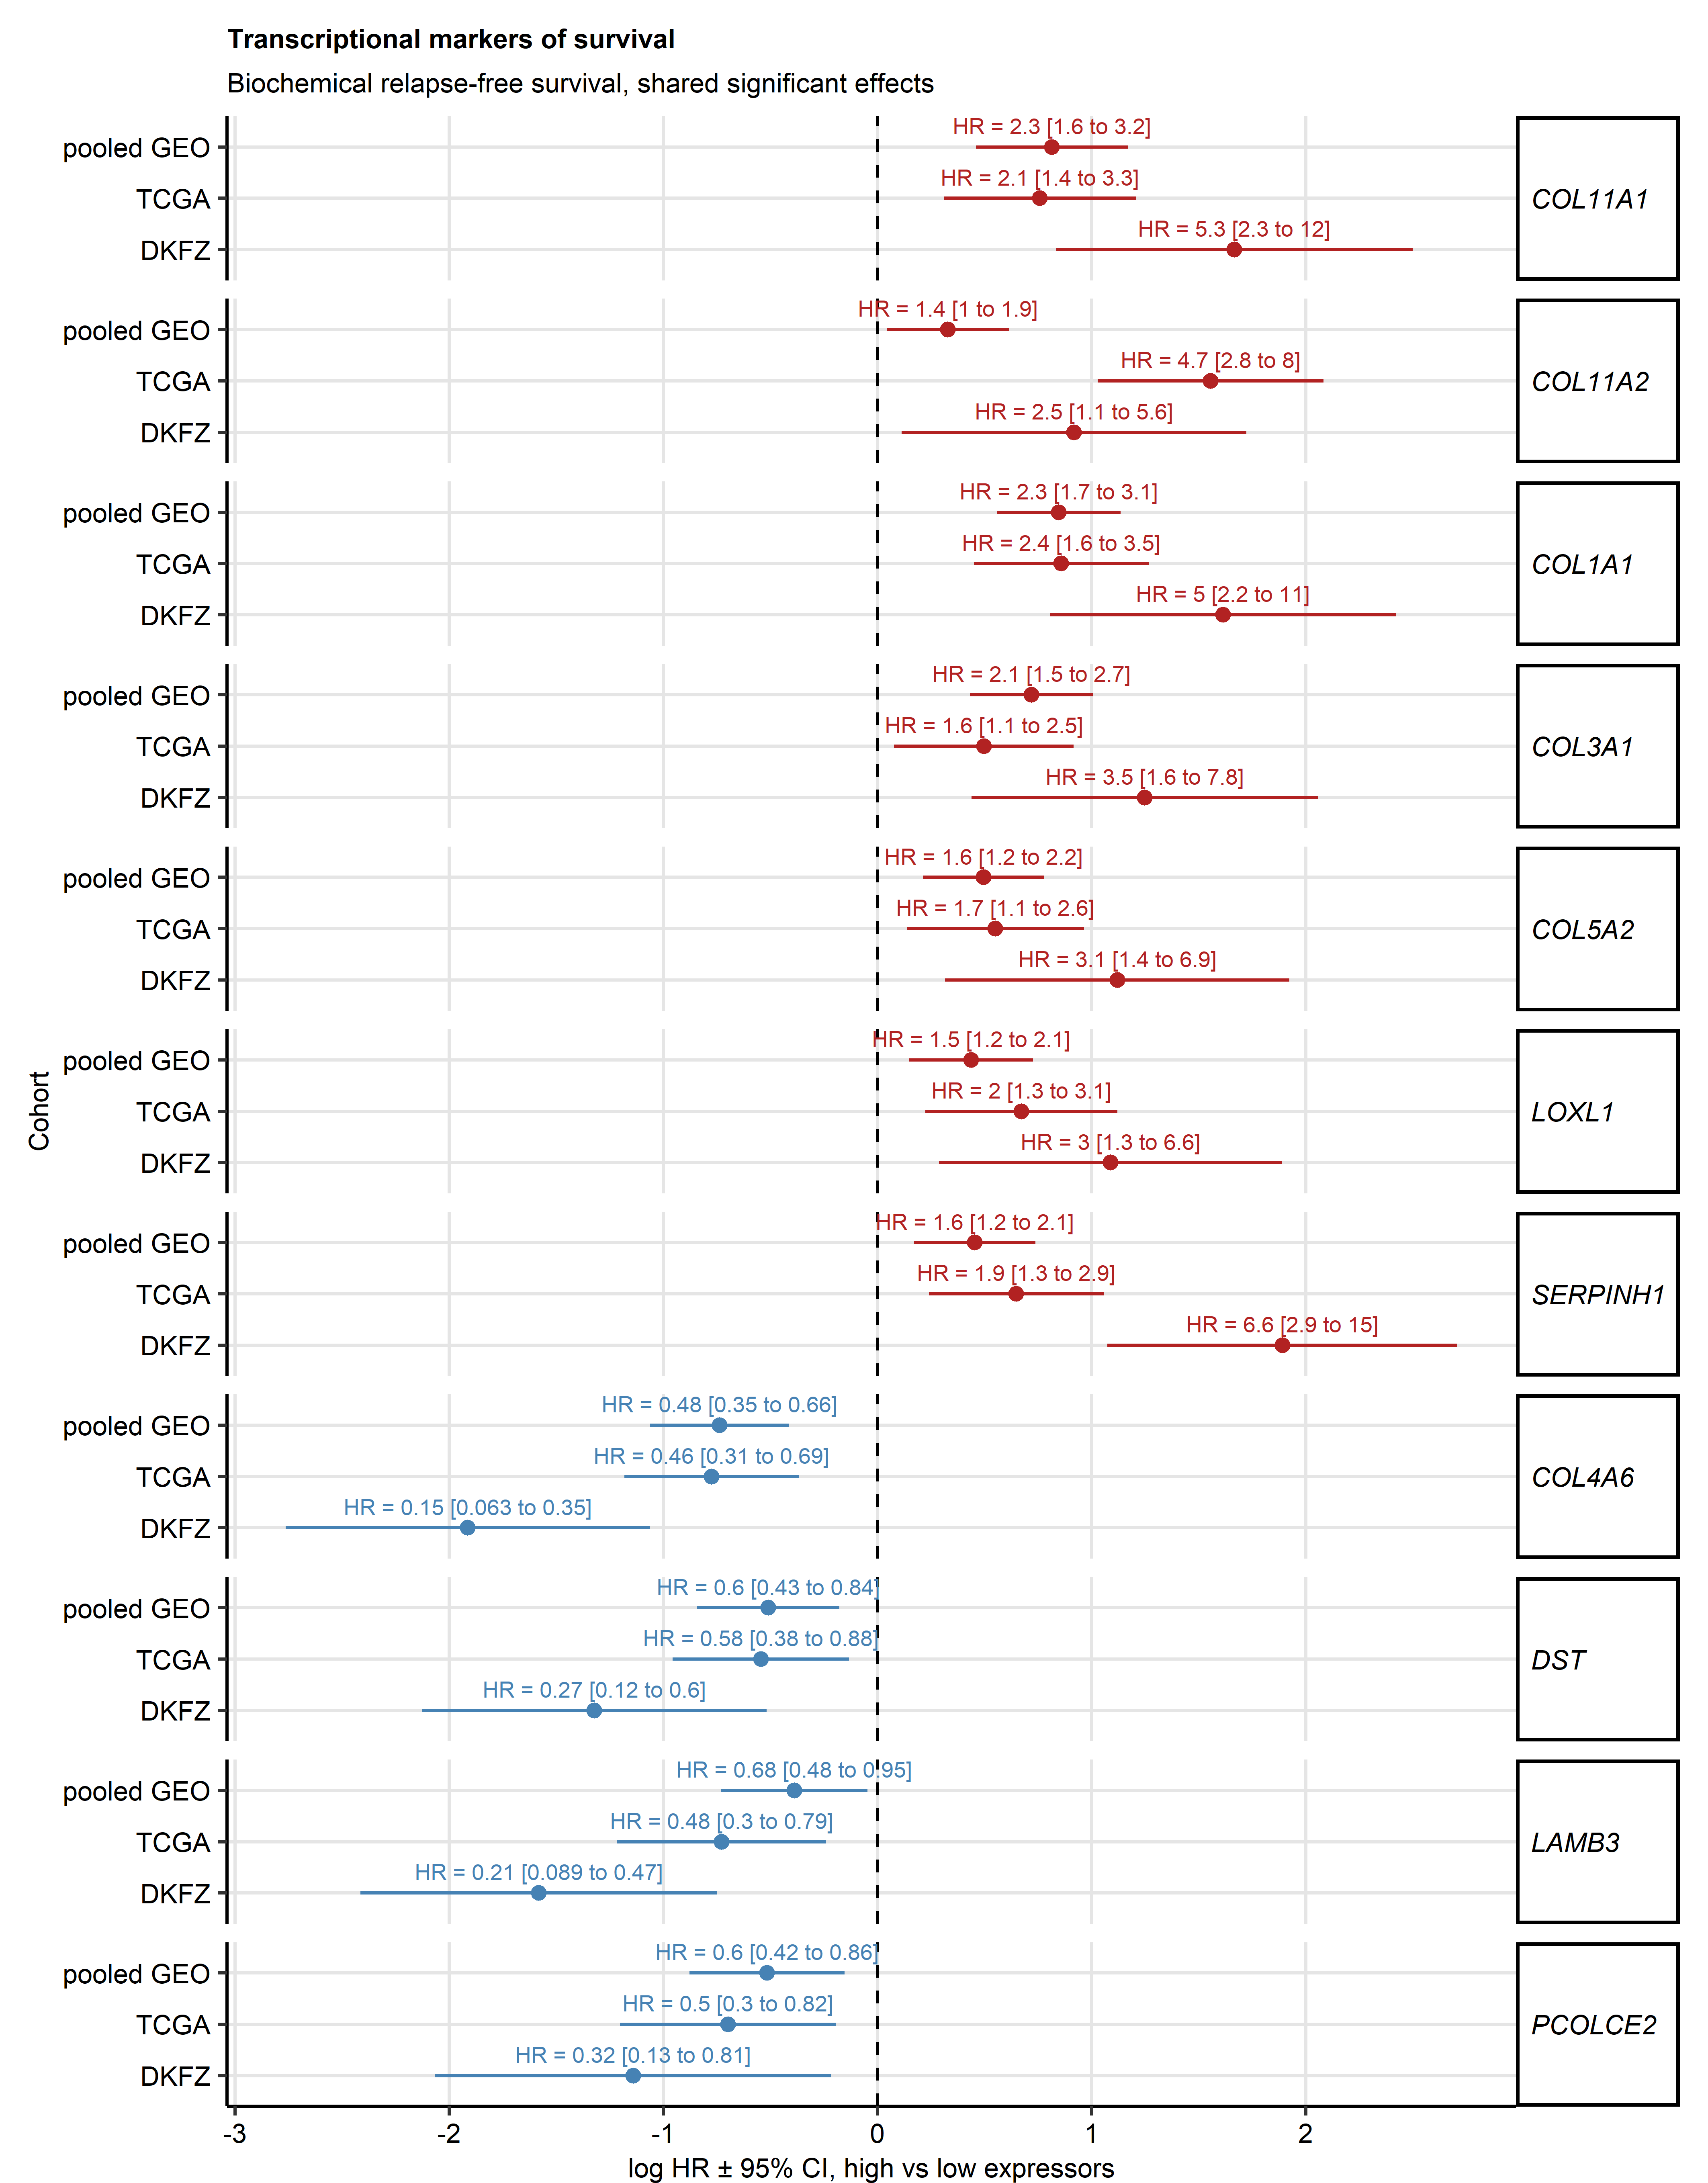 Transcriptional markers of survival
Biochemical relapse-free survival, shared significant effects
Cohort
pooled GEO HR = 2.3 [1.6 to 3.2]
TCGA HR = 2.1 [1.4 to 3.3]
DKFZ HR = 5.3 [2.3 to 12]
COL11A1
pooled GEO HR = 1.4 [1 to 1.9]
TCGA HR = 4.7 [2.8 to 8]
DKFZ HR = 2.5 [1.1 to 5.6]
COL11A2
pooled GEO HR = 2.3 [1.7 to 3.1]
TCGA HR = 2.4 [1.6 to 3.5]
DKFZ HR = 5 [2.2 to 11]
COL1A1
pooled GEO HR = 2.1 [1.5 to 2.7]
TCGA HR = 1.6 [1.1 to 2.5]
DKFZ HR = 3.5 [1.6 to 7.8]
COL3A1
pooled GEO HR = 1.6 [1.2 to 2.2]
TCGA HR = 1.7 [1.1 to 2.6]
DKFZ HR = 3.1 [1.4 to 6.9]
COL5A2
pooled GEO HR = 1.5 [1.2 to 2.1]
TCGA HR = 2 [1.3 to 3.1]
DKFZ HR = 3 [1.3 to 6.6]
LOXL1
pooled GEO HR = 1.6 [1.2 to 2.1]
TCGA HR = 1.9 [1.3 to 2.9]
DKFZ HR = 6.6 [2.9 to 15]
SERPINH1
pooled GEO HR = 0.48 [0.35 to 0.66]
TCGA HR = 0.46 [0.31 to 0.69]
DKFZ HR = 0.15 [0.063 to 0.35]
COL4A6
pooled GEO HR = 0.6 [0.43 to 0.84]
TCGA HR = 0.58 [0.38 to 0.88]
DKFZ HR = 0.27 [0.12 to 0.6]
DST
pooled GEO HR = 0.68 [0.48 to 0.95]
TCGA HR = 0.48 [0.3 to 0.79]
DKFZ HR = 0.21 [0.089 to 0.47]
LAMB3
pooled GEO HR = 0.6 [0.42 to 0.86]
TCGA HR = 0.5 [0.3 to 0.82]
DKFZ HR = 0.32 [0.13 to 0.81]
PCOLCE2
-3 -2 -1 0 1 2
log HR ± 95% CI, high vs low expressors